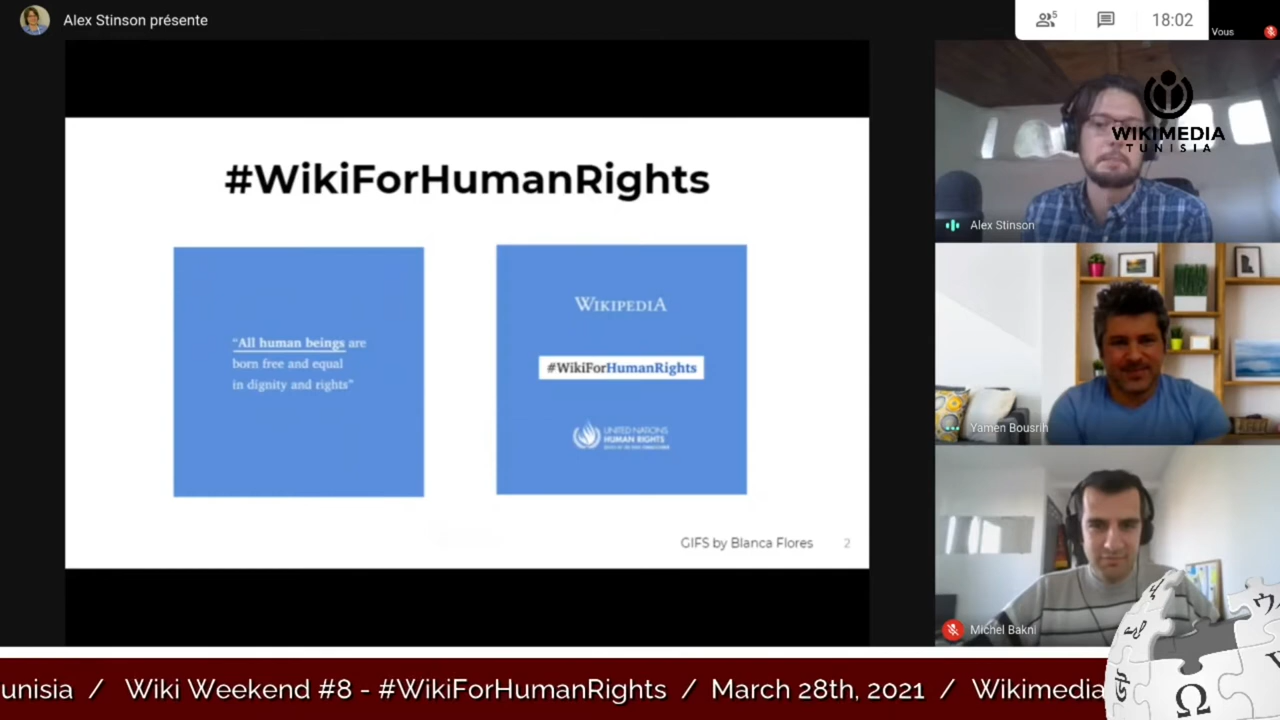 Alex Stinson présente
5
18:02
Vous
#WikiForHumanRights
“All human beings are
born free and equal
in dignity and rights”
WIKIPEDIA
#WikiForHumanRights
UNITED NATIONS
HUMAN RIGHTS
GIFS by Blanca Flores
2
WIKIMEDIA
TUNISIA
Alex Stinson
Yamen Bousrih
Michel Bakni
unisia / Wiki Weekend #8 - #WikiForHumanRights / March 28th, 2021 / Wikimedia
Ω